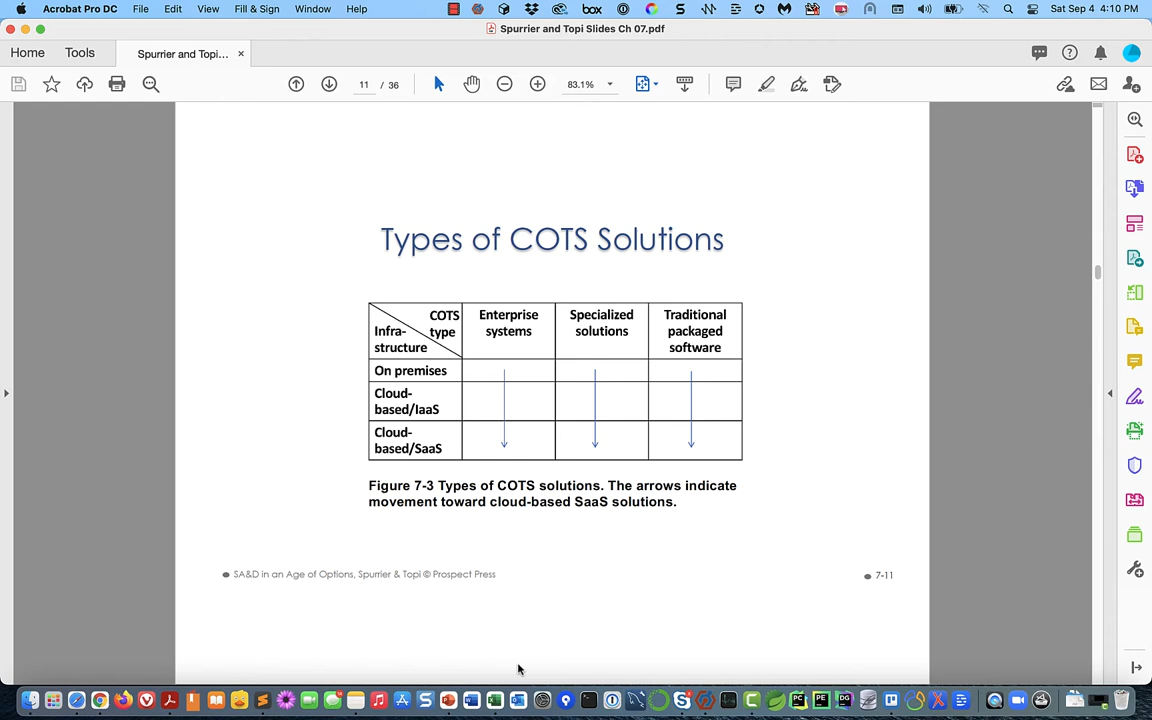 Acrobat Pro DC File Edit View Fill & Sign Window Help box Sat Sep 4 4:10 PM
Spurrier and Topi Slides Ch 07.pdf
Home Tools Spurrier and Topi... ×
11 / 36 83.1%
Types of COTS Solutions
COTS type
Infra-structure
Enterprise systems
Specialized solutions
Traditional packaged software
On premises
Cloud-based/IaaS
Cloud-based/SaaS
Figure 7-3 Types of COTS solutions. The arrows indicate
movement toward cloud-based SaaS solutions.
SA&D in an Age of Options, Spurrier & Topi © Prospect Press
7-11